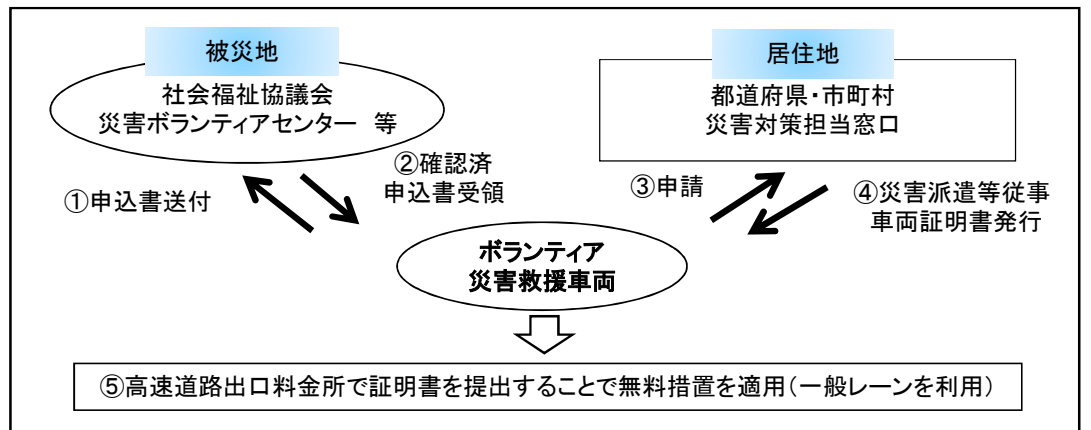 被災地
社会福祉協議会
災害ボランティアセンター 等
居住地
都道府県・市町村
災害対策担当窓口
①申込書送付
②確認済
申込書受領
③申請
④災害派遣等従事
車両証明書発行
ボランティア
災害救援車両
⑤高速道路出口料金所で証明書を提出することで無料措置を適用(一般レーンを利用)